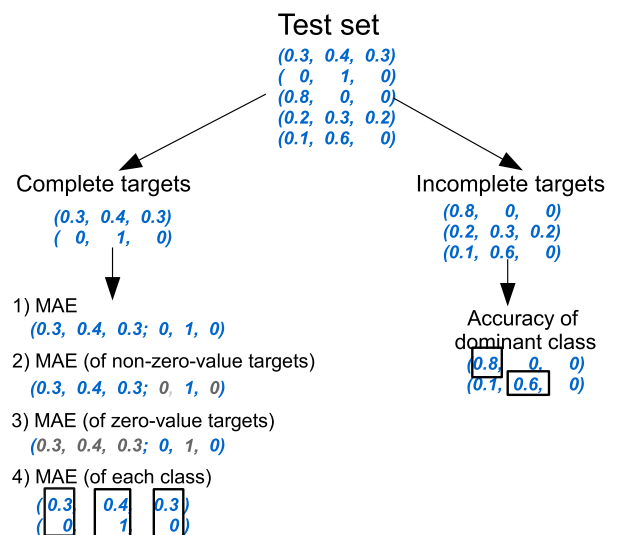 Test set
(0.3, 0.4, 0.3)
( 0, 1, 0)
(0.8, 0, 0)
(0.2, 0.3, 0.2)
(0.1, 0.6, 0)
Complete targets
(0.3, 0.4, 0.3)
( 0, 1, 0)
1) MAE
(0.3, 0.4, 0.3; 0, 1, 0)
2) MAE (of non-zero-value targets)
(0.3, 0.4, 0.3; 0, 1, 0)
3) MAE (of zero-value targets)
(0.3, 0.4, 0.3; 0, 1, 0)
4) MAE (of each class)
(0.3, 0.4, 0.3)
( 0, 1, 0)
Incomplete targets
(0.8, 0, 0)
(0.2, 0.3, 0.2)
(0.1, 0.6, 0)
Accuracy of
dominant class
(0.8, 0, 0)
(0.1, 0.6, 0)